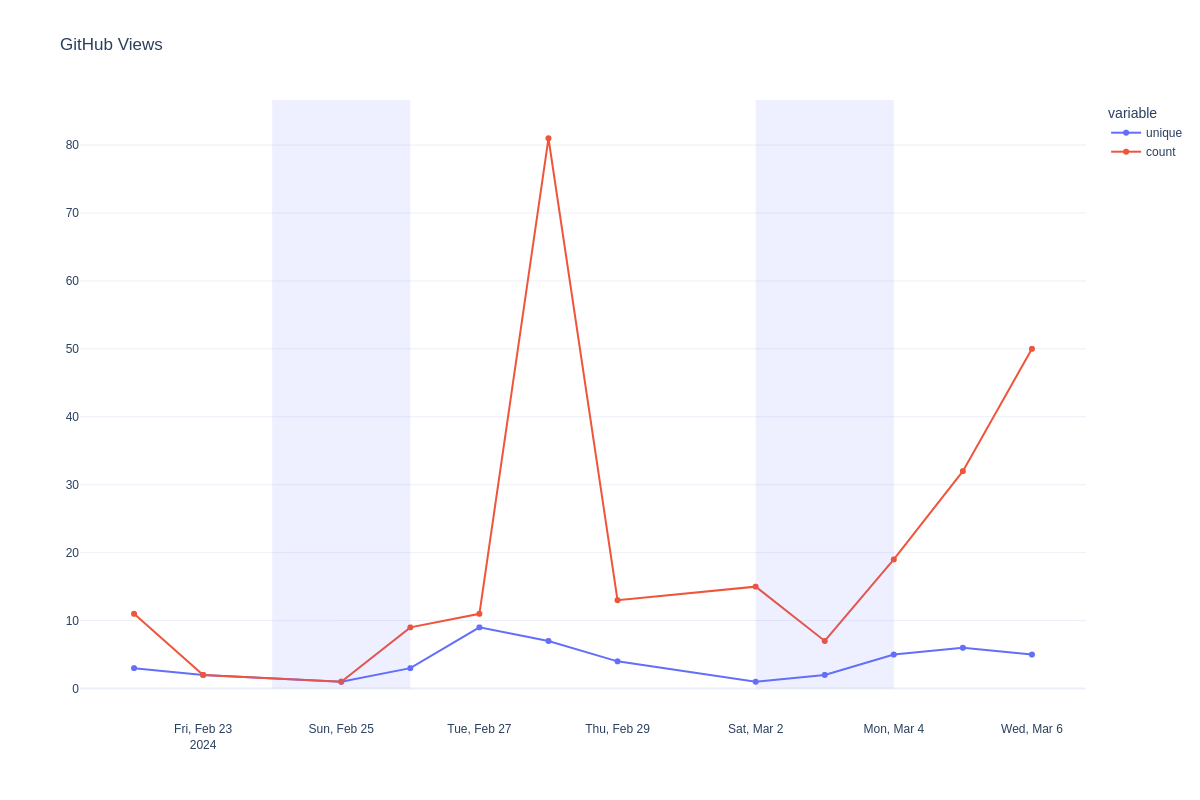 GitHub Views
variable
unique
count
80
70
60
50
40
30
20
10
0
Fri, Feb 23
2024
Sun, Feb 25
Tue, Feb 27
Thu, Feb 29
Sat, Mar 2
Mon, Mar 4
Wed, Mar 6